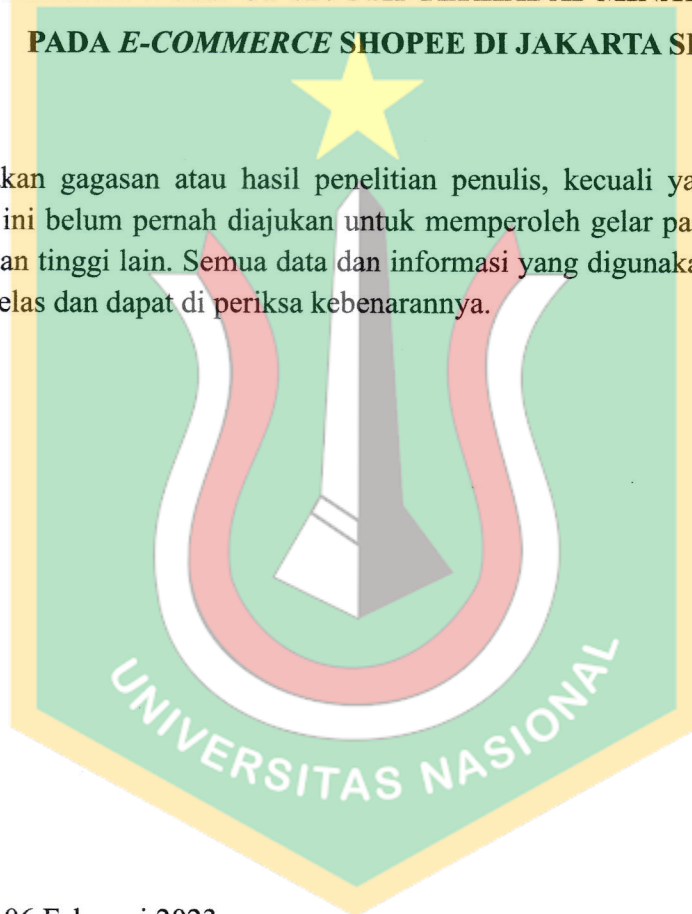 PADA E-COMMERCE SHOPEE DI JAKARTA SE
kan gagasan atau hasil penelitian penulis, kecuali ya
ini belum pernah diajukan untuk memperoleh gelar pa
an tinggi lain. Semua data dan informasi yang digunaka
elas dan dapat di periksa kebenarannya.
UNIVERSITAS NASIONAL